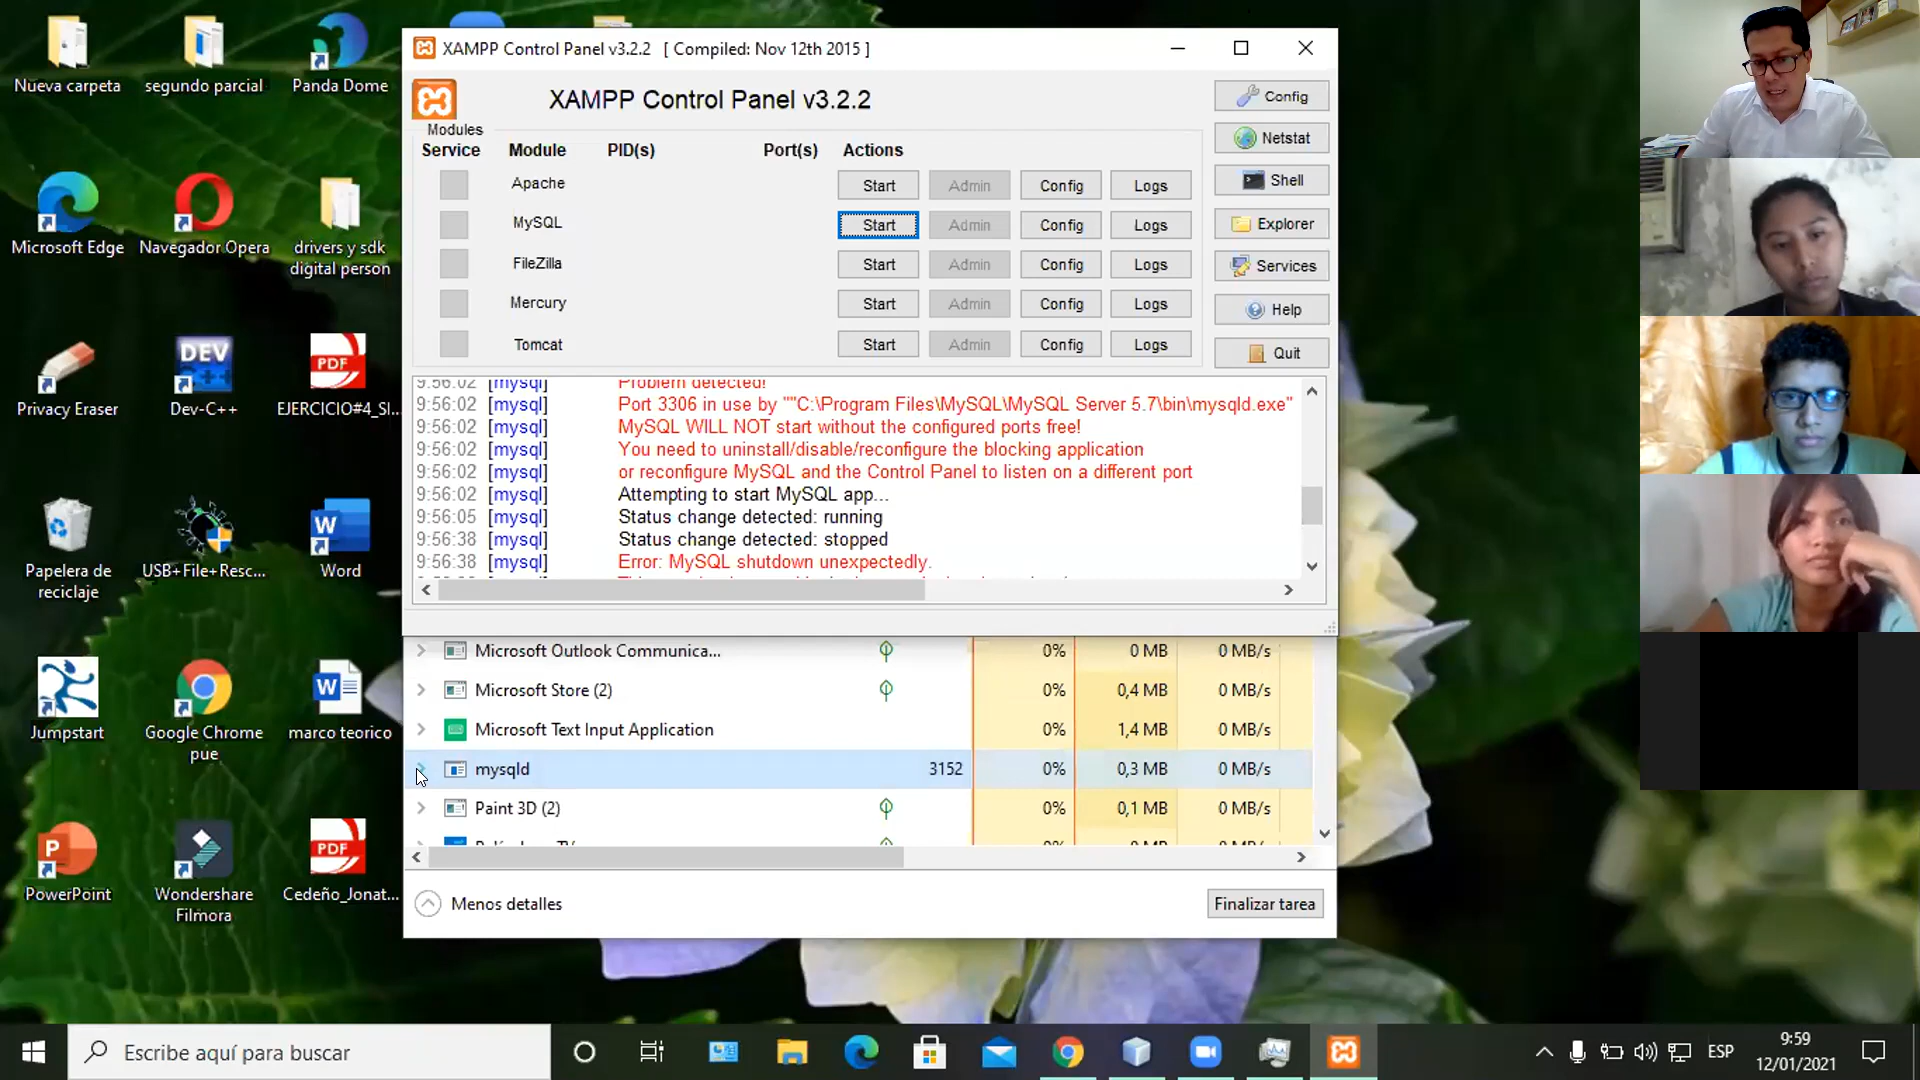 Nueva carpeta
segundo parcial
Panda Dome
Microsoft Edge
Navegador Opera
drivers y sdk
digital person
Privacy Eraser
DEV
C++
Dev-C++
PDF
EJERCICIO#4_SI...
Papelera de
reciclaje
USB+File+Resc...
Word
Jumpstart
Google Chrome
pue
marco teorico
PowerPoint
Wondershare
Filmora
PDF
Cedeño_Jonat...
XAMPP Control Panel v3.2.2 [ Compiled: Nov 12th 2015 ]
XAMPP Control Panel v3.2.2
Config
Netstat
Shell
Explorer
Services
Help
Quit
Modules
Service Module PID(s) Port(s) Actions
Apache Start Admin Config Logs
MySQL Start Admin Config Logs
FileZilla Start Admin Config Logs
Mercury Start Admin Config Logs
Tomcat Start Admin Config Logs
9:56:02 [mysql] Problem detected!
9:56:02 [mysql] Port 3306 in use by ""C:\Program Files\MySQL\MySQL Server 5.7\bin\mysqld.exe"
9:56:02 [mysql] MySQL WILL NOT start without the configured ports free!
9:56:02 [mysql] You need to uninstall/disable/reconfigure the blocking application
9:56:02 [mysql] or reconfigure MySQL and the Control Panel to listen on a different port
9:56:02 [mysql] Attempting to start MySQL app...
9:56:05 [mysql] Status change detected: running
9:56:38 [mysql] Status change detected: stopped
9:56:38 [mysql] Error: MySQL shutdown unexpectedly.
Microsoft Outlook Communica... 0% 0 MB 0 MB/s
Microsoft Store (2) 0% 0,4 MB 0 MB/s
Microsoft Text Input Application 0% 1,4 MB 0 MB/s
mysqld 3152 0% 0,3 MB 0 MB/s
Paint 3D (2) 0% 0,1 MB 0 MB/s
Menos detalles
Finalizar tarea
Escribe aquí para buscar
ESP
9:59
12/01/2021